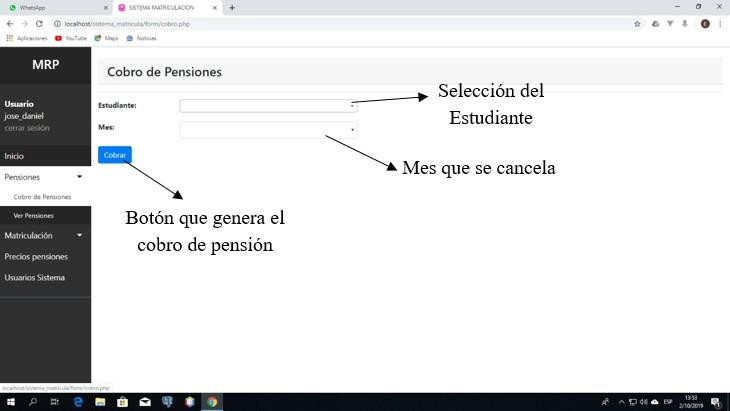 WhatsApp
SISTEMA MATRICULACION
localhost/sistema_matricula/form/cobro.php
E
Aplicaciones
YouTube
Maps
Noticias
MRP
Cobro de Pensiones
Usuario
jose_daniel
cerrar sesión
Estudiante:
Selección del
Estudiante
Mes:
Mes que se cancela
Cobrar
Inicio
Pensiones
Cobro de Pensiones
Ver Pensiones
Botón que genera el
cobro de pensión
Matriculación
Precios pensiones
Usuarios Sistema
localhost/sistema_matricula/form/cobro.php
ESP
13:53
2/10/2019